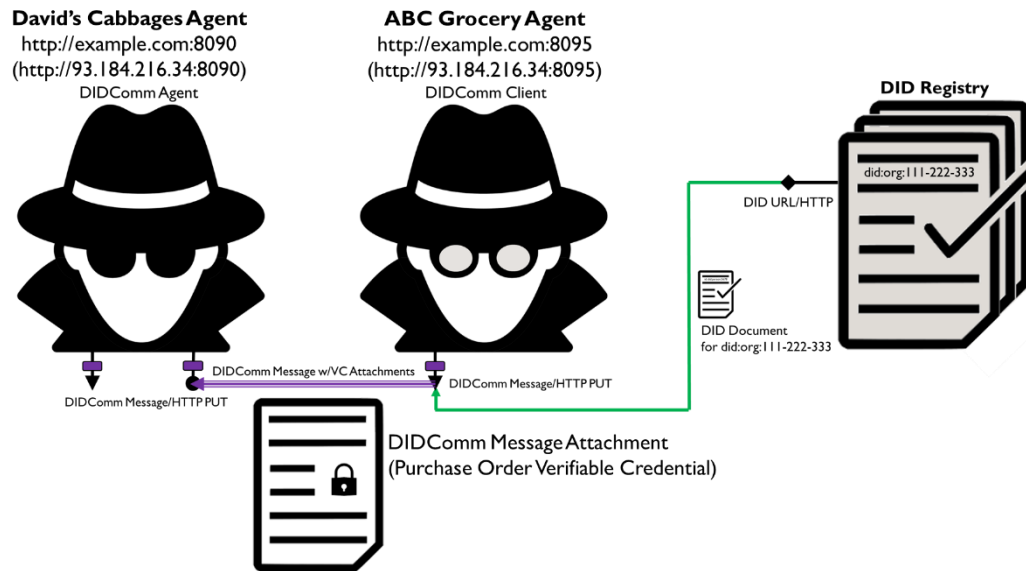 David's Cabbages Agent
http://example.com:8090
(http://93.184.216.34:8090)
DIDComm Agent
ABC Grocery Agent
http://example.com:8095
(http://93.184.216.34:8095)
DIDComm Client
DID Registry
did:org:111-222-333
DID URL/HTTP
DID Document
for did:org:111-222-333
DIDComm Message w/VC Attachments
DIDComm Message/HTTP PUT
DIDComm Message/HTTP PUT
DIDComm Message Attachment
(Purchase Order Verifiable Credential)